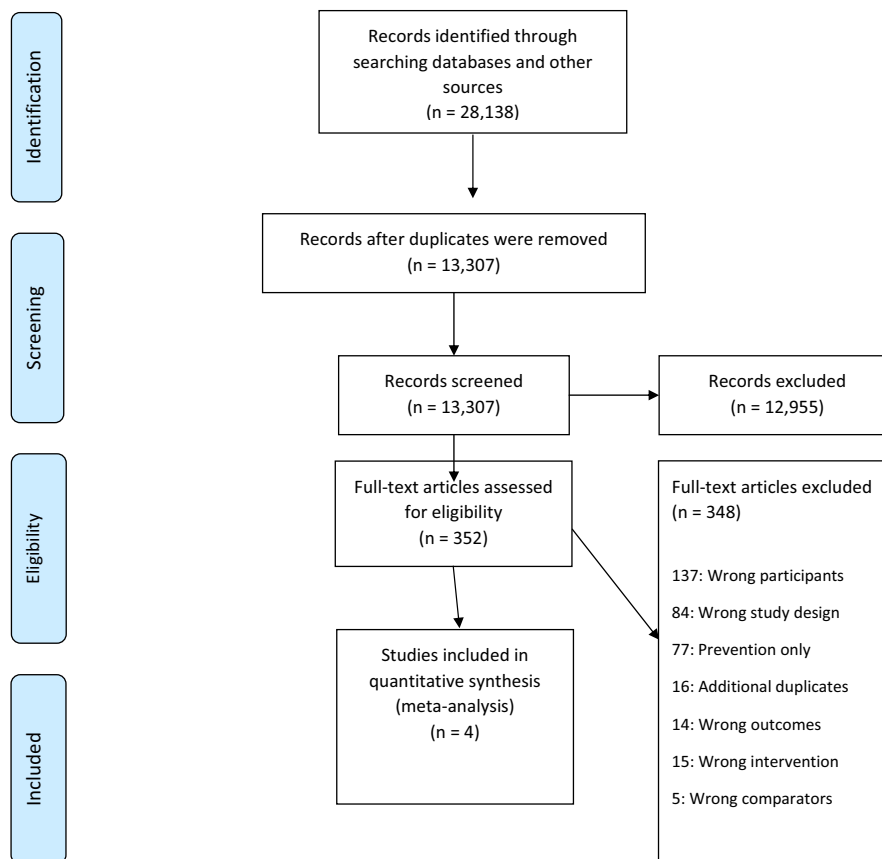 Identification
Records identified through
searching databases and other
sources
(n = 28,138)
Records after duplicates were removed
(n = 13,307)
Screening
Records screened
(n = 13,307)
Records excluded
(n = 12,955)
Eligibility
Full-text articles assessed
for eligibility
(n = 352)
Full-text articles excluded
(n = 348)
137: Wrong participants
84: Wrong study design
77: Prevention only
16: Additional duplicates
14: Wrong outcomes
15: Wrong intervention
5: Wrong comparators
Included
Studies included in
quantitative synthesis
(meta-analysis)
(n = 4)